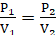 P₁/V₁ = P₂/V₂